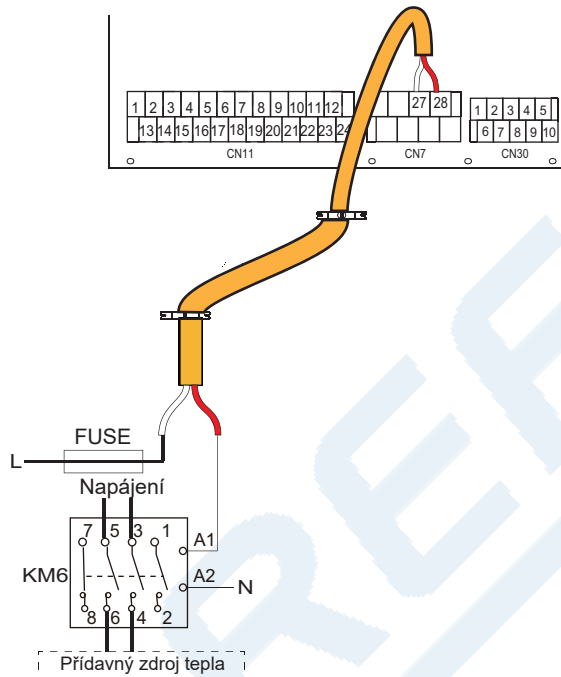 27 28
1 2 3 4 5 6 7 8 9 10 11 12
13 14 15 16 17 18 19 20 21 22 23 24
1 2 3 4 5
6 7 8 9 10
CN11 CN7 CN30
FUSE
L
Napájení
7 5 3 1
A1
KM6
A2
N
8 6 4 2
Přídavný zdroj tepla